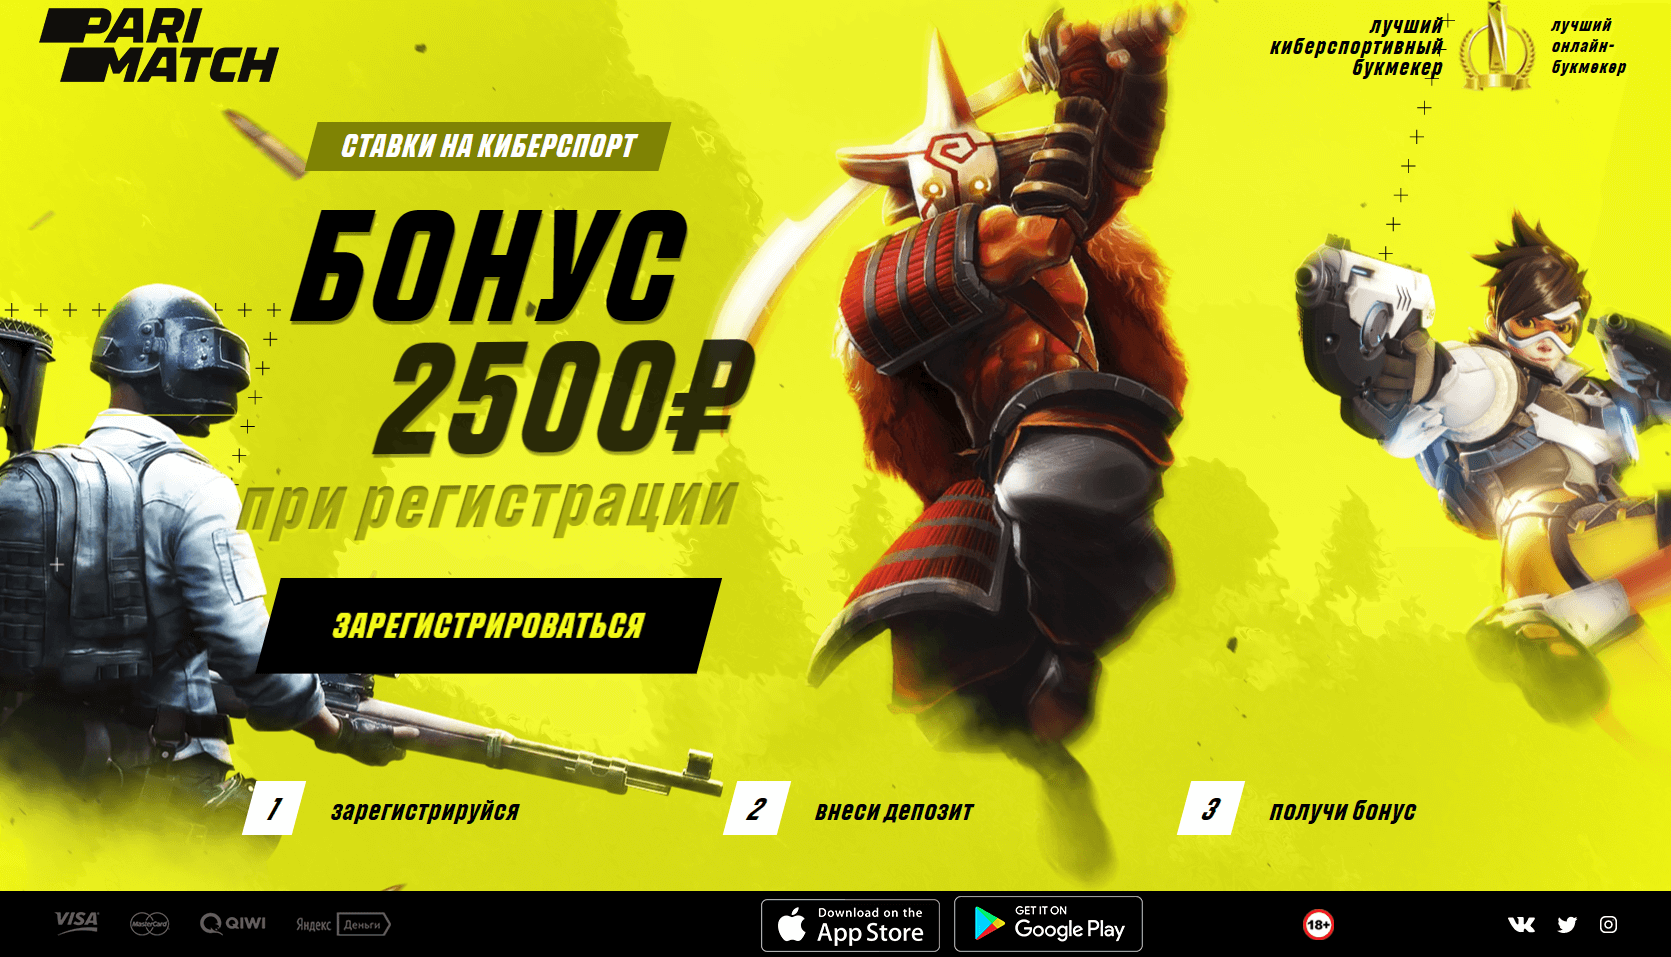 PARI
MATCH
лучший
киберспортивный
букмекер
лучший
онлайн-
букмекер
СТАВКИ НА КИБЕРСПОРТ
БОНУС
2500₽
при регистрации
ЗАРЕГИСТРИРОВАТЬСЯ
1 зарегистрируйся
2 внеси депозит
3 получи бонус
VISA
MasterCard
QIWI
Яндекс Деньги
Download on the
App Store
GET IT ON
Google Play
18+